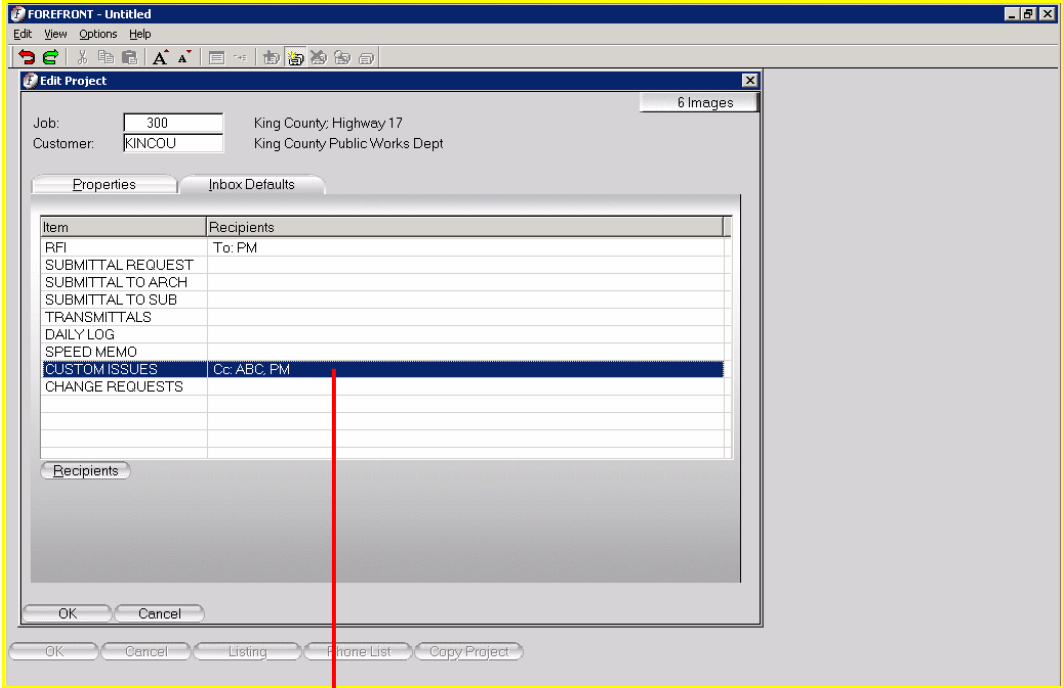 FOREFRONT - Untitled
Edit View Options Help
Edit Project
6 Images
Job: 300 King County; Highway 17
Customer: KINCOU King County Public Works Dept
Properties Inbox Defaults
Item Recipients
RFI To: PM
SUBMITTAL REQUEST
SUBMITTAL TO ARCH
SUBMITTAL TO SUB
TRANSMITTALS
DAILY LOG
SPEED MEMO
CUSTOM ISSUES Cc: ABC, PM
CHANGE REQUESTS
Recipients
OK Cancel
OK Cancel Listing Phone List Copy Project